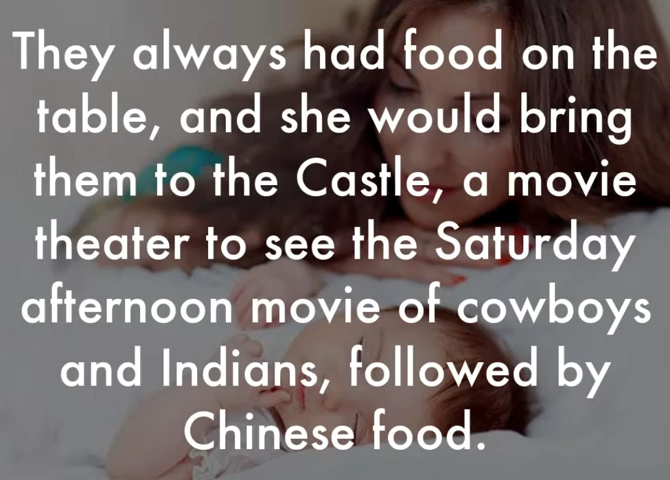 They always had food on the
table, and she would bring
them to the Castle, a movie
theater to see the Saturday
afternoon movie of cowboys
and Indians, followed by
Chinese food.